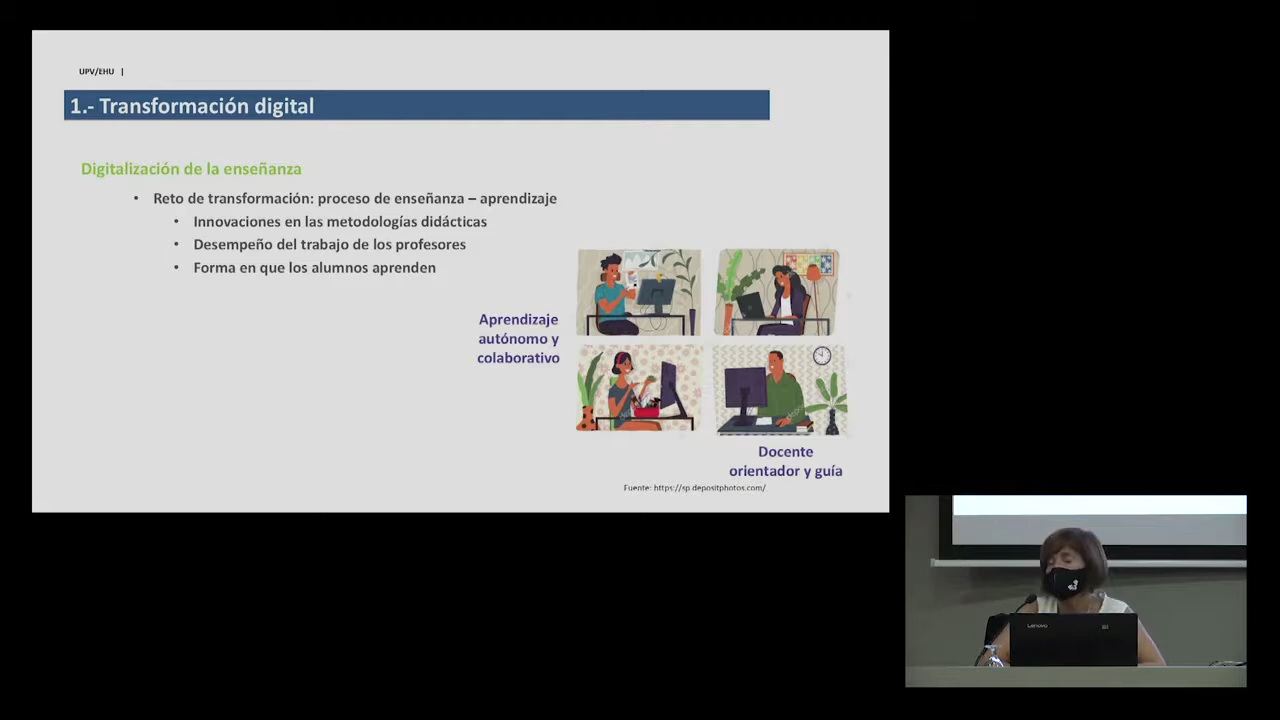 UPV/EHU |
1.- Transformación digital
Digitalización de la enseñanza
• Reto de transformación: proceso de enseñanza – aprendizaje
• Innovaciones en las metodologías didácticas
• Desempeño del trabajo de los profesores
• Forma en que los alumnos aprenden
Aprendizaje
autónomo y
colaborativo
Docente
orientador y guía
Fuente: https://sp.depositphotos.com/
Lenovo